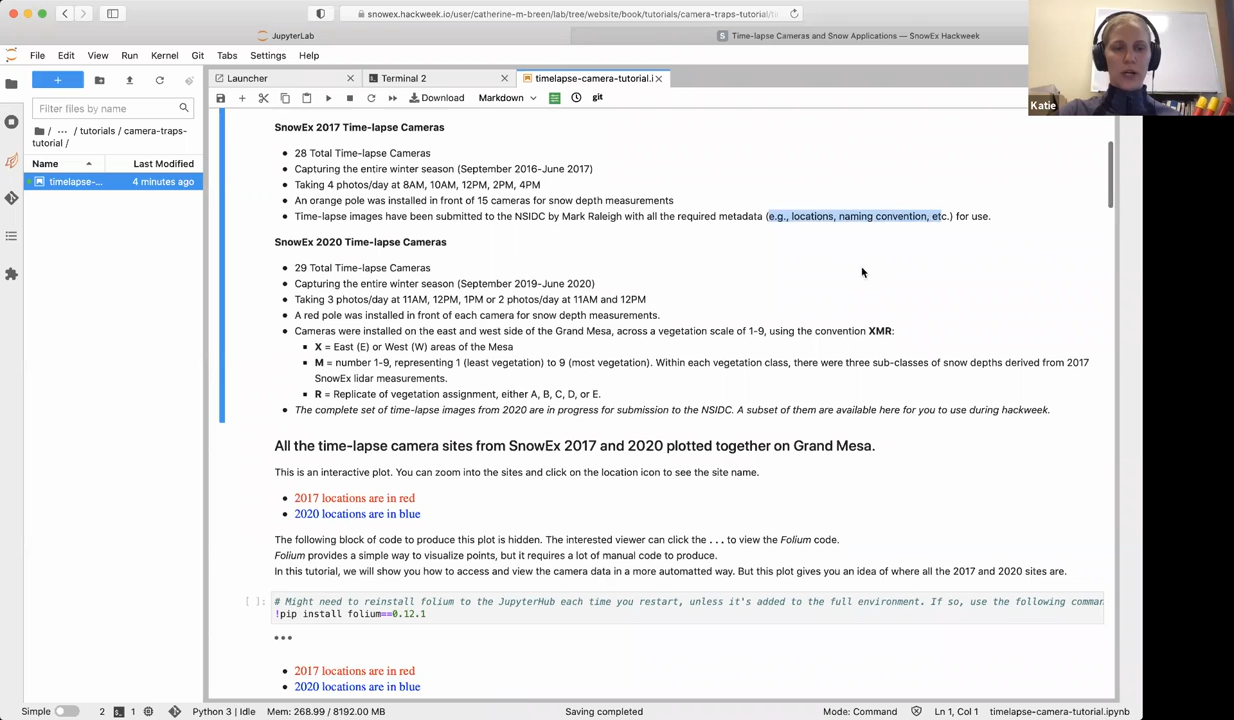 snowex.hackweek.io/user/catherine-m-breen/lab/tree/website/book/tutorials/camera-traps-tutorial/ti
JupyterLab
S Time-lapse Cameras and Snow Applications — SnowEx Hackweek
File Edit View Run Kernel Git Tabs Settings Help
Launcher
Terminal 2
timelapse-camera-tutorial.i
Download
Markdown
git
Filter files by name
/ ... / tutorials / camera-traps-
tutorial /
Name Last Modified
timelapse-... 4 minutes ago
Katie
SnowEx 2017 Time-lapse Cameras
28 Total Time-lapse Cameras
Capturing the entire winter season (September 2016-June 2017)
Taking 4 photos/day at 8AM, 10AM, 12PM, 2PM, 4PM
An orange pole was installed in front of 15 cameras for snow depth measurements
Time-lapse images have been submitted to the NSIDC by Mark Raleigh with all the required metadata (e.g., locations, naming convention, etc.) for use.
SnowEx 2020 Time-lapse Cameras
29 Total Time-lapse Cameras
Capturing the entire winter season (September 2019-June 2020)
Taking 3 photos/day at 11AM, 12PM, 1PM or 2 photos/day at 11AM and 12PM
A red pole was installed in front of each camera for snow depth measurements.
Cameras were installed on the east and west side of the Grand Mesa, across a vegetation scale of 1-9, using the convention XMR:
X = East (E) or West (W) areas of the Mesa
M = number 1-9, representing 1 (least vegetation) to 9 (most vegetation). Within each vegetation class, there were three sub-classes of snow depths derived from 2017
SnowEx lidar measurements.
R = Replicate of vegetation assignment, either A, B, C, D, or E.
The complete set of time-lapse images from 2020 are in progress for submission to the NSIDC. A subset of them are available here for you to use during hackweek.
All the time-lapse camera sites from SnowEx 2017 and 2020 plotted together on Grand Mesa.
This is an interactive plot. You can zoom into the sites and click on the location icon to see the site name.
2017 locations are in red
2020 locations are in blue
The following block of code to produce this plot is hidden. The interested viewer can click the ... to view the Folium code.
Folium provides a simple way to visualize points, but it requires a lot of manual code to produce.
In this tutorial, we will show you how to access and view the camera data in a more automatted way. But this plot gives you an idea of where all the 2017 and 2020 sites are.
[ ]: # Might need to reinstall folium to the JupyterHub each time you restart, unless it's added to the full environment. If so, use the following comman
!pip install folium==0.12.1
•••
2017 locations are in red
2020 locations are in blue
Simple 2 1 Python 3 | Idle Mem: 268.99 / 8192.00 MB Saving completed Mode: Command Ln 1, Col 1 timelapse-camera-tutorial.ipynb